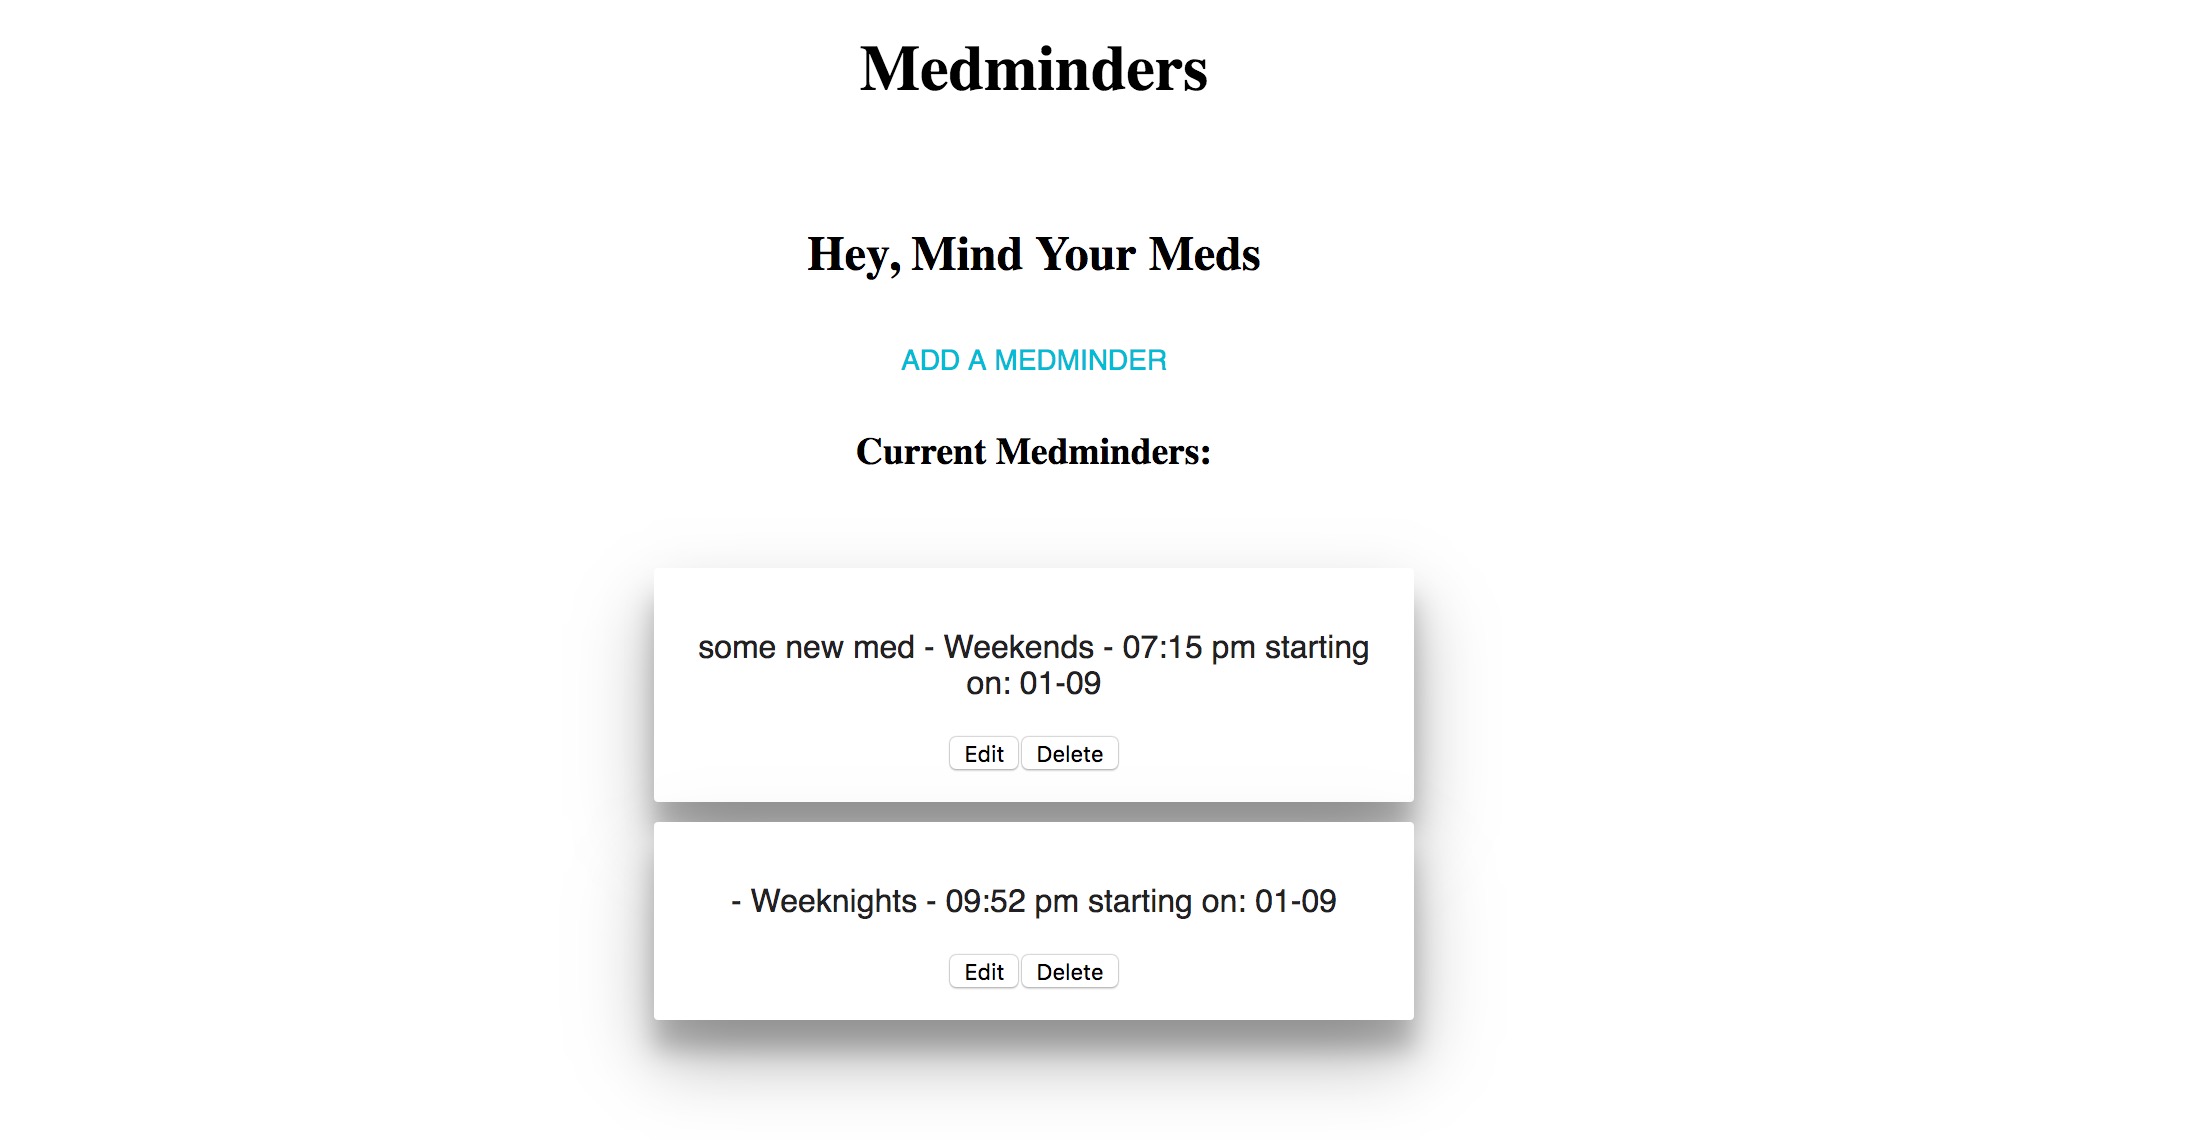 Medminders
Hey, Mind Your Meds
ADD A MEDMINDER
Current Medminders:
some new med - Weekends - 07:15 pm starting
on: 01-09
Edit Delete
- Weeknights - 09:52 pm starting on: 01-09
Edit Delete